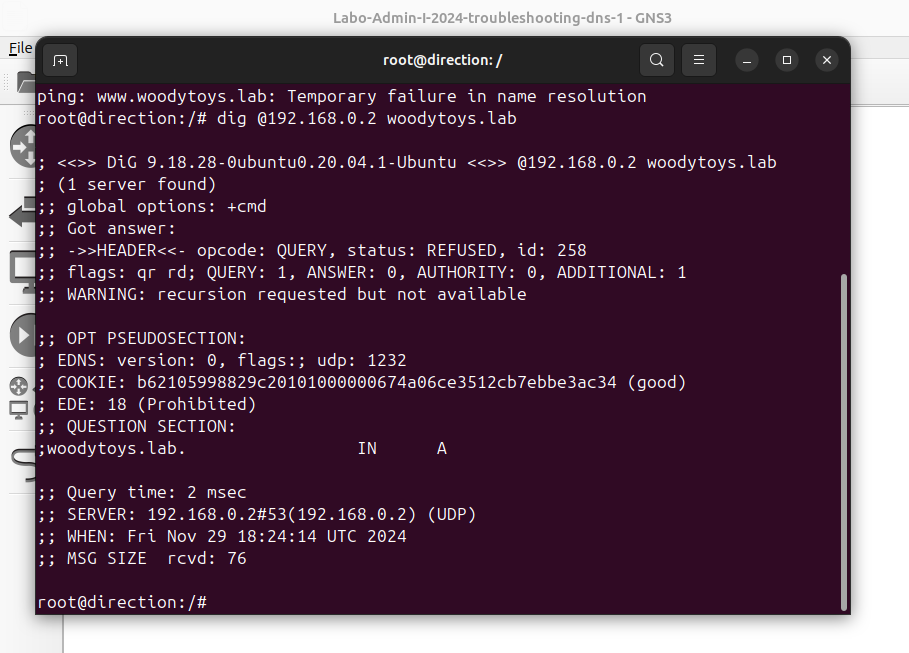 Labo-Admin-I-2024-troubleshooting-dns-1 - GNS3
File
root@direction: /
ping: www.woodytoys.lab: Temporary failure in name resolution
root@direction:/# dig @192.168.0.2 woodytoys.lab
; <<>> DiG 9.18.28-0ubuntu0.20.04.1-Ubuntu <<>> @192.168.0.2 woodytoys.lab
; (1 server found)
;; global options: +cmd
;; Got answer:
;; ->>HEADER<<- opcode: QUERY, status: REFUSED, id: 258
;; flags: qr rd; QUERY: 1, ANSWER: 0, AUTHORITY: 0, ADDITIONAL: 1
;; WARNING: recursion requested but not available
;; OPT PSEUDOSECTION:
; EDNS: version: 0, flags:; udp: 1232
; COOKIE: b62105998829c20101000000674a06ce3512cb7ebbe3ac34 (good)
; EDE: 18 (Prohibited)
;; QUESTION SECTION:
;woodytoys.lab. IN A
;; Query time: 2 msec
;; SERVER: 192.168.0.2#53(192.168.0.2) (UDP)
;; WHEN: Fri Nov 29 18:24:14 UTC 2024
;; MSG SIZE rcvd: 76
root@direction:/#